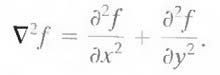 ∇²f = ∂²f/∂x² + ∂²f/∂y².